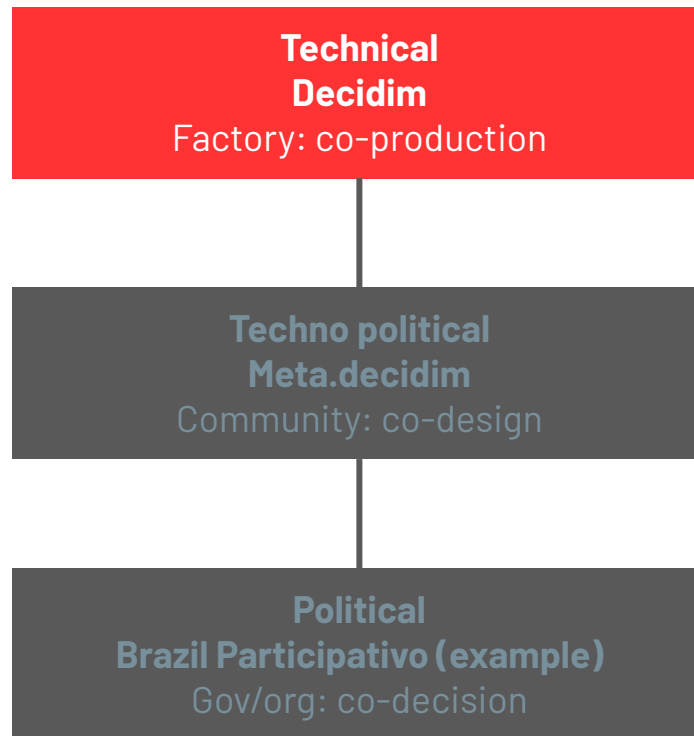 Technical
Decidim
Factory: co-production
Techno political
Meta.decidim
Community: co-design
Political
Brazil Participativo (example)
Gov/org: co-decision